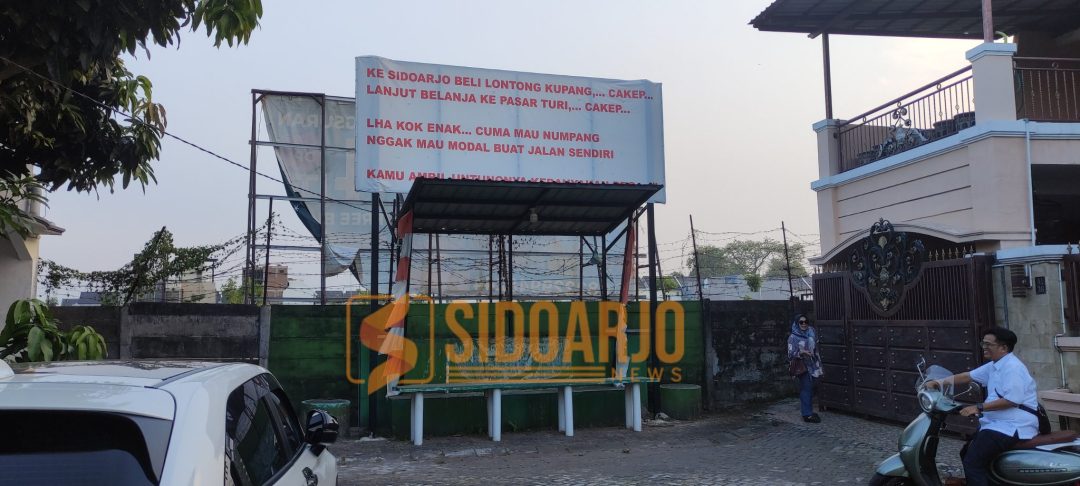 KE SIDOARJO BELI LONTONG KUPANG,... CAKEP...
LANJUT BELANJA KE PASAR TURI,... CAKEP...
LHA KOK ENAK... CUMA MAU NUMPANG
NGGAK MAU MODAL BUAT JALAN SENDIRI
KAMU AMBIL UNTUNGNYA
SIDOARJO
NEWS